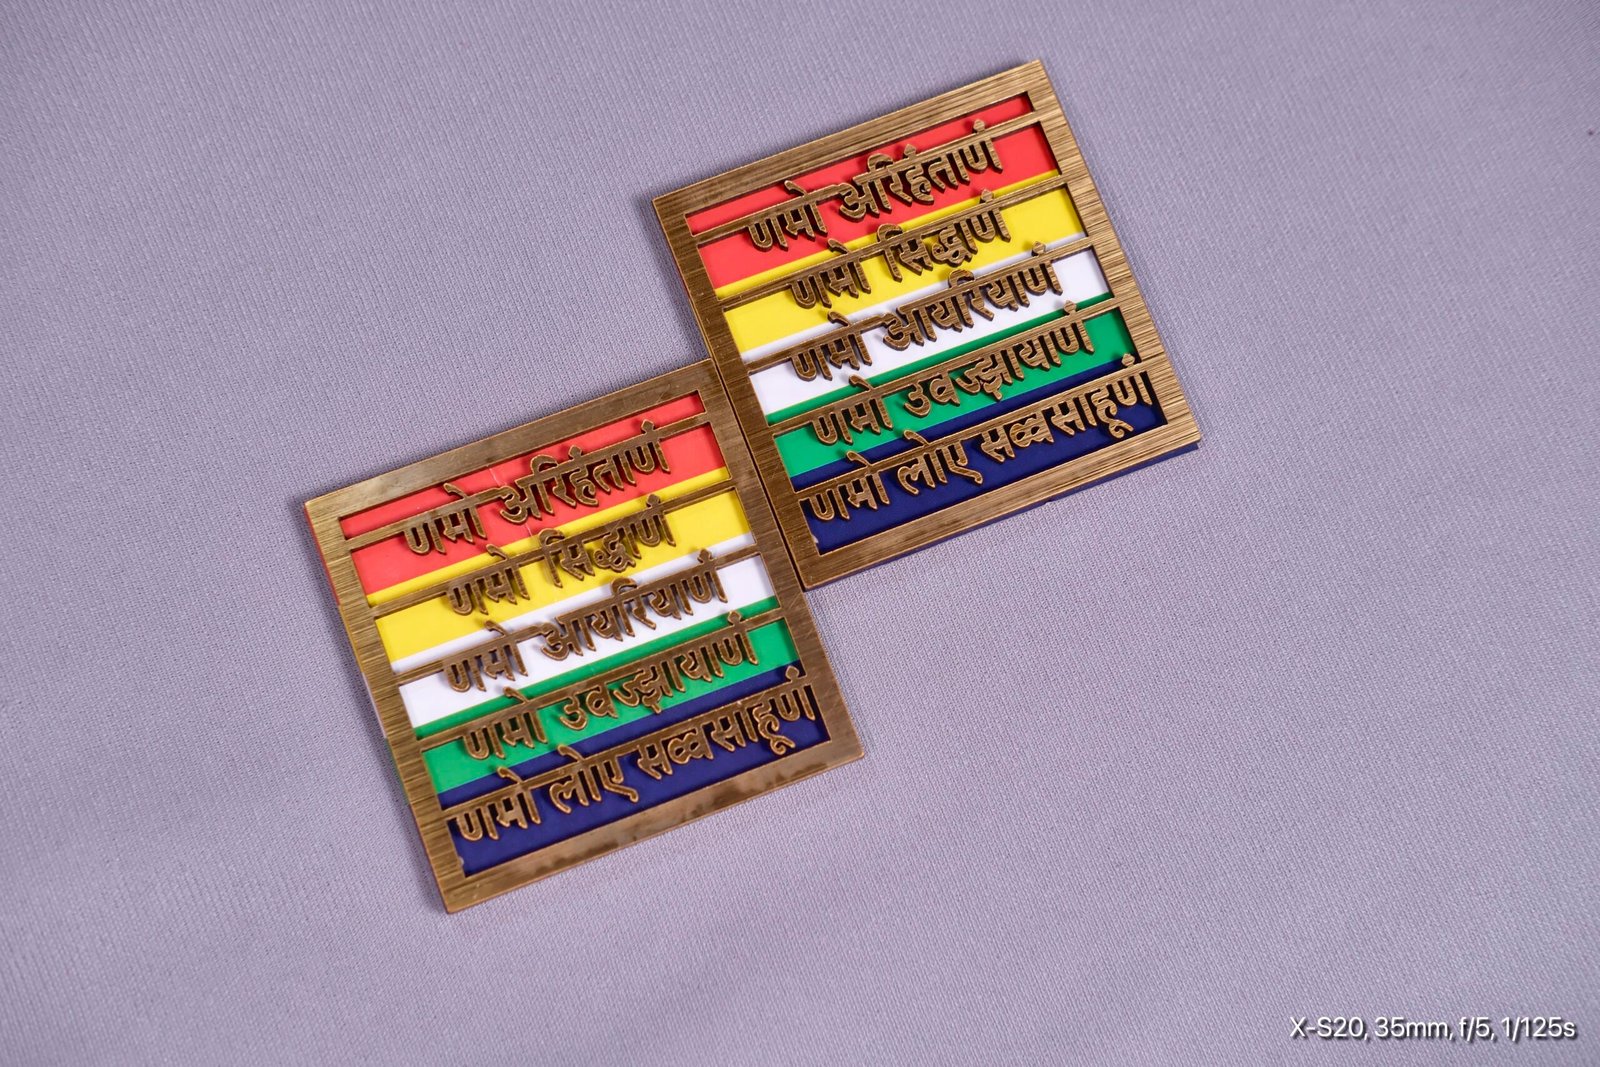 णमो अरिहंताणं
णमो सिद्धाणं
णमो आयरियाणं
णमो उवज्झायाणं
णमो लोए सव्वसाहूणं
णमो अरिहंताणं
णमो सिद्धाणं
णमो आयरियाणं
णमो उवज्झायाणं
णमो लोए सव्वसाहूणं
X-S20, 35mm, f/5, 1/125s